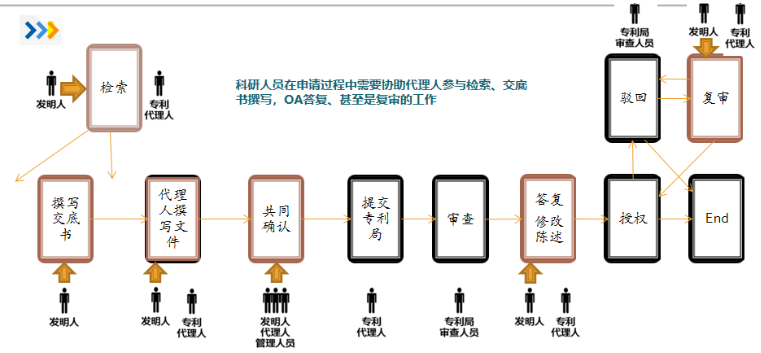 专利局
审查人员
发明人
专利
代理人
检索
发明人
专利
代理人
科研人员在申请过程中需要协助代理人参与检索、交底
书撰写，OA答复、甚至是复审的工作
驳回
复审
撰写
交底
书
代理
人撰
写文
件
共同
确认
提交
专利
局
审查
答复
修改
陈述
授权
End
发明人
发明人
专利
代理人
发明人
代理人
管理人员
专利
代理人
专利局
审查人员
发明人
专利
代理人